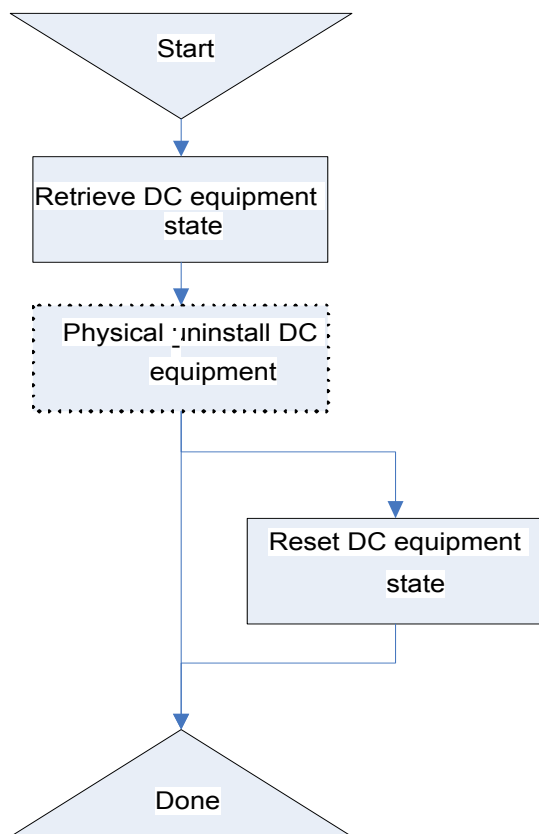 Start
Retrieve DC equipment
state
Physical uninstall DC
equipment
Reset DC equipment
state
Done